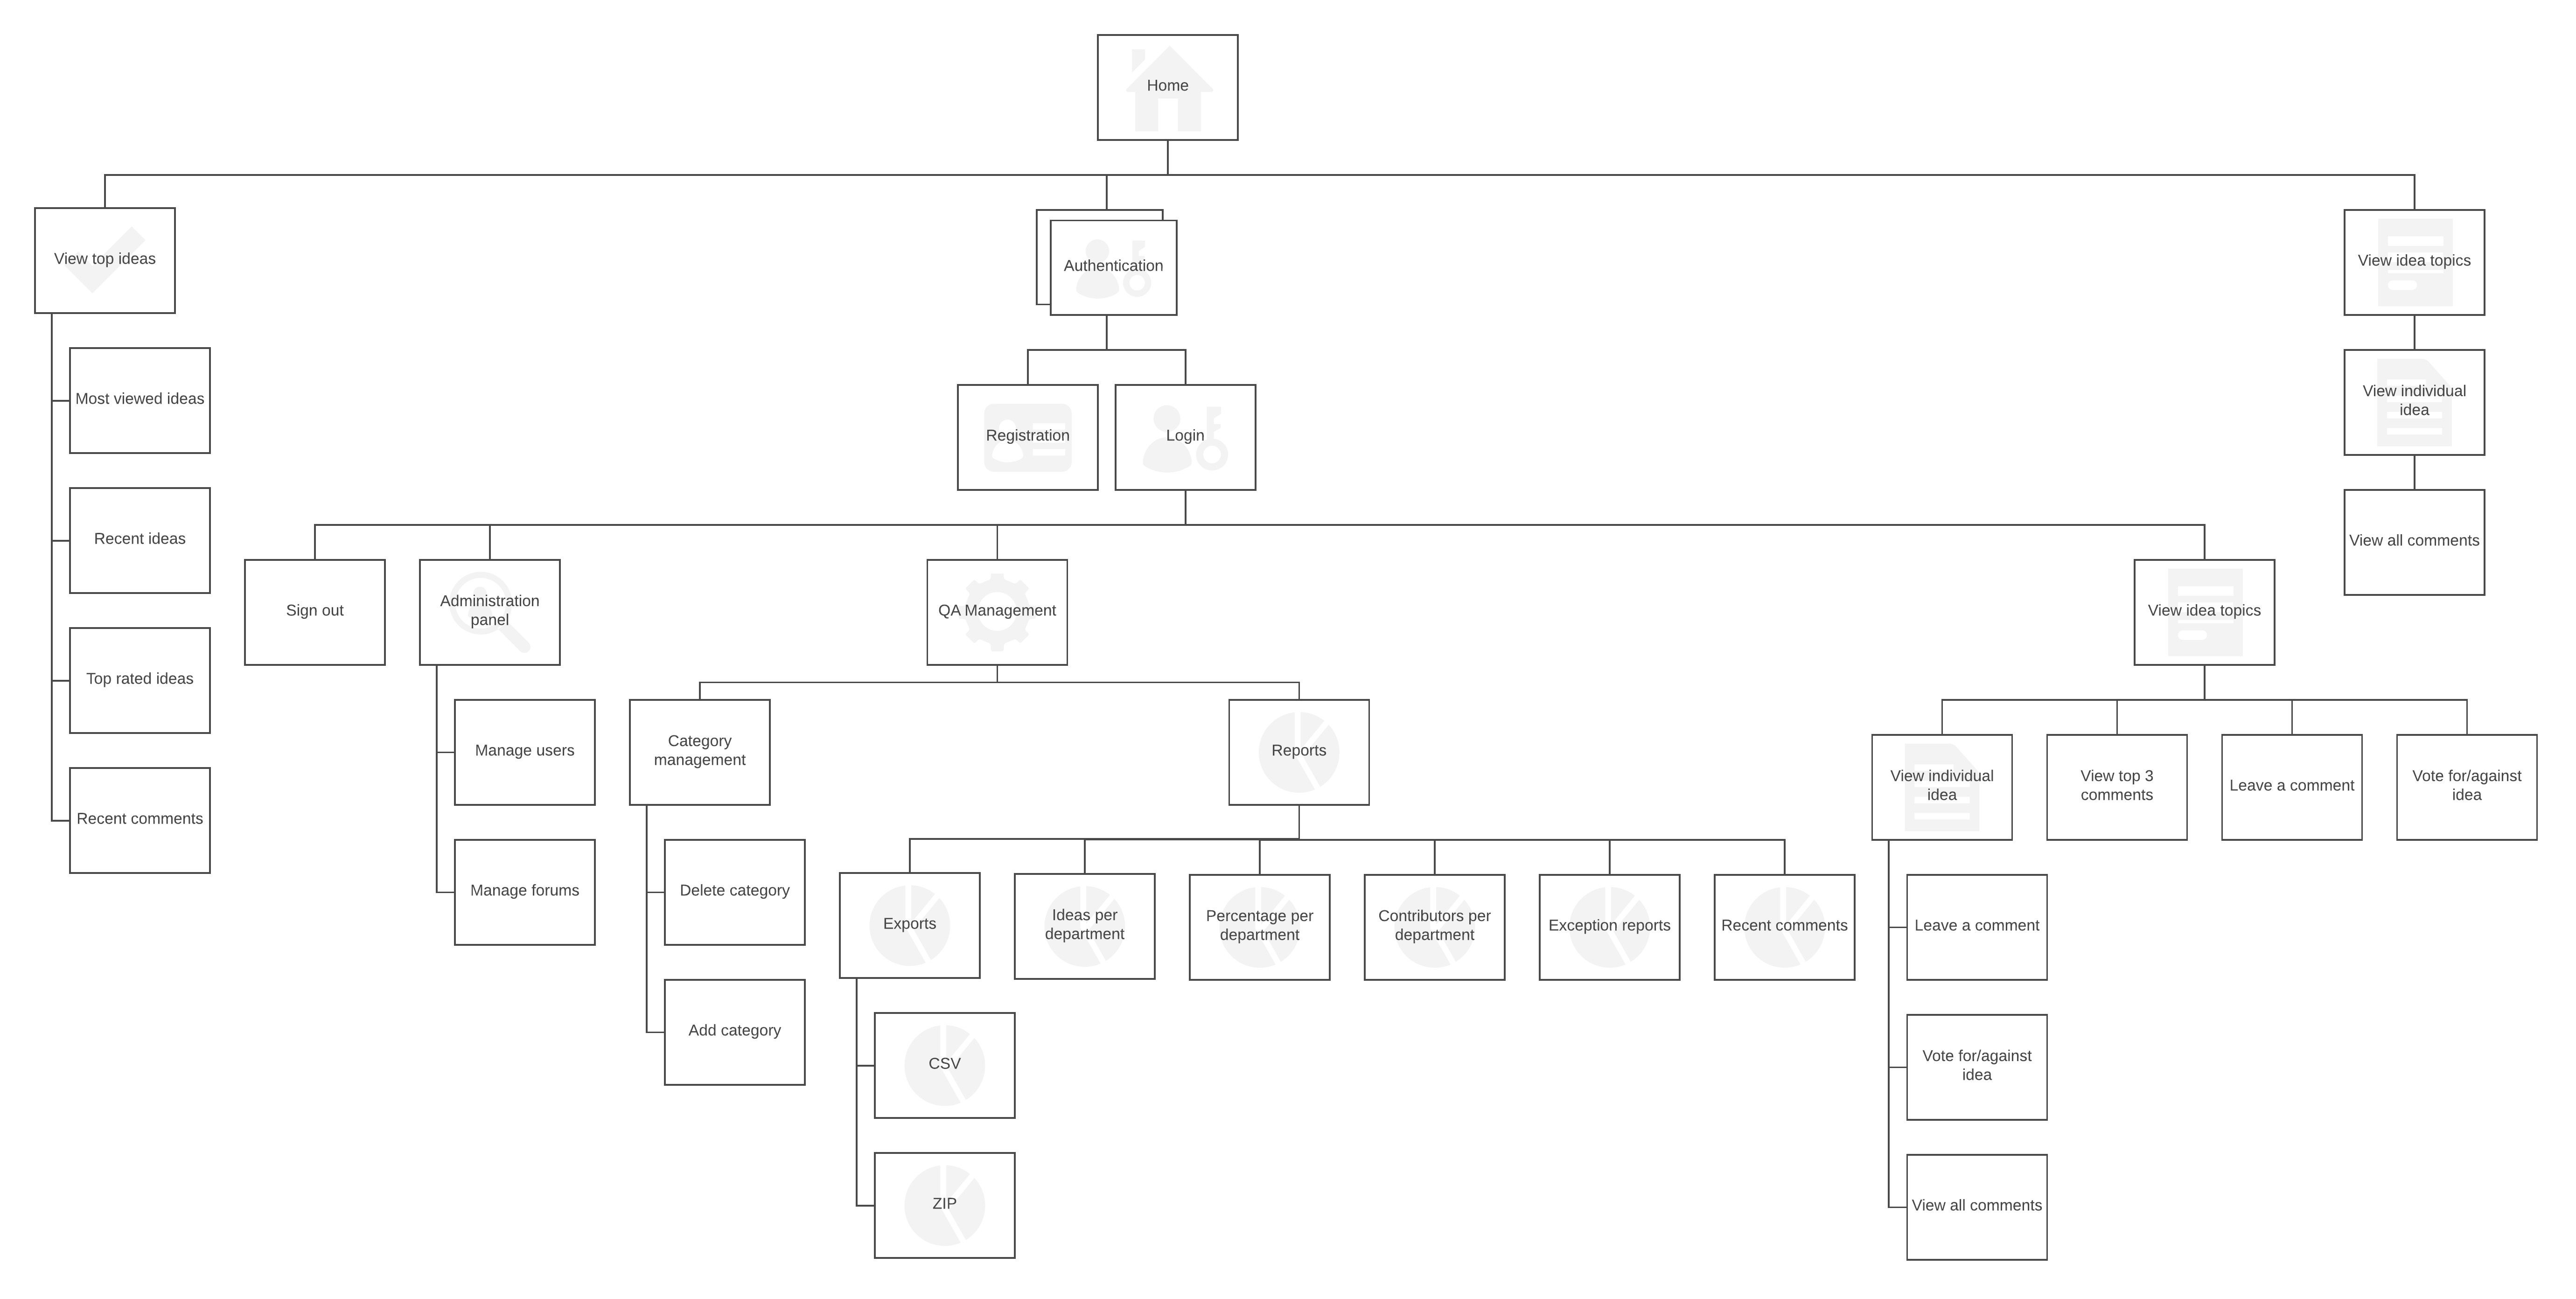 Home
View top ideas
Authentication
View idea topics
Most viewed ideas
Registration
Login
View individual
idea
Recent ideas
View all comments
Sign out
Administration
panel
QA Management
View idea topics
Top rated ideas
Manage users
Category
management
Reports
View individual
idea
View top 3
comments
Leave a comment
Vote for/against
idea
Recent comments
Manage forums
Delete category
Exports
Ideas per
department
Percentage per
department
Contributors per
department
Exception reports
Recent comments
Leave a comment
Add category
CSV
Vote for/against
idea
ZIP
View all comments